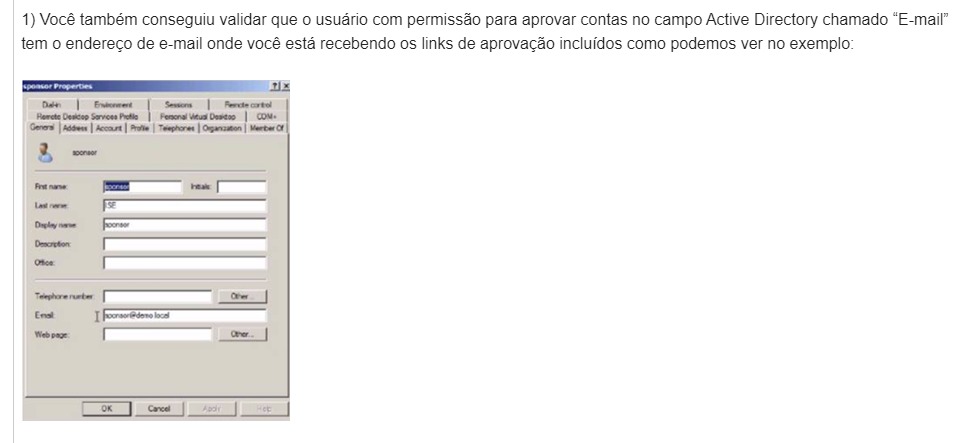 1) Você também conseguiu validar que o usuário com permissão para aprovar contas no campo Active Directory chamado “E-mail”
tem o endereço de e-mail onde você está recebendo os links de aprovação incluídos como podemos ver no exemplo:
sponsor Properties
Dial-in Environment Sessions Remote control
Remote Desktop Services Profile Personal Virtual Desktop COM+
General Address Account Profile Telephones Organization Member Of
sponsor
First name: sponsor Initials:
Last name: ISE
Display name: sponsor
Description:
Office:
Telephone number: Other...
E-mail: sponsor@demo.local
Web page: Other...
OK Cancel Apply Help